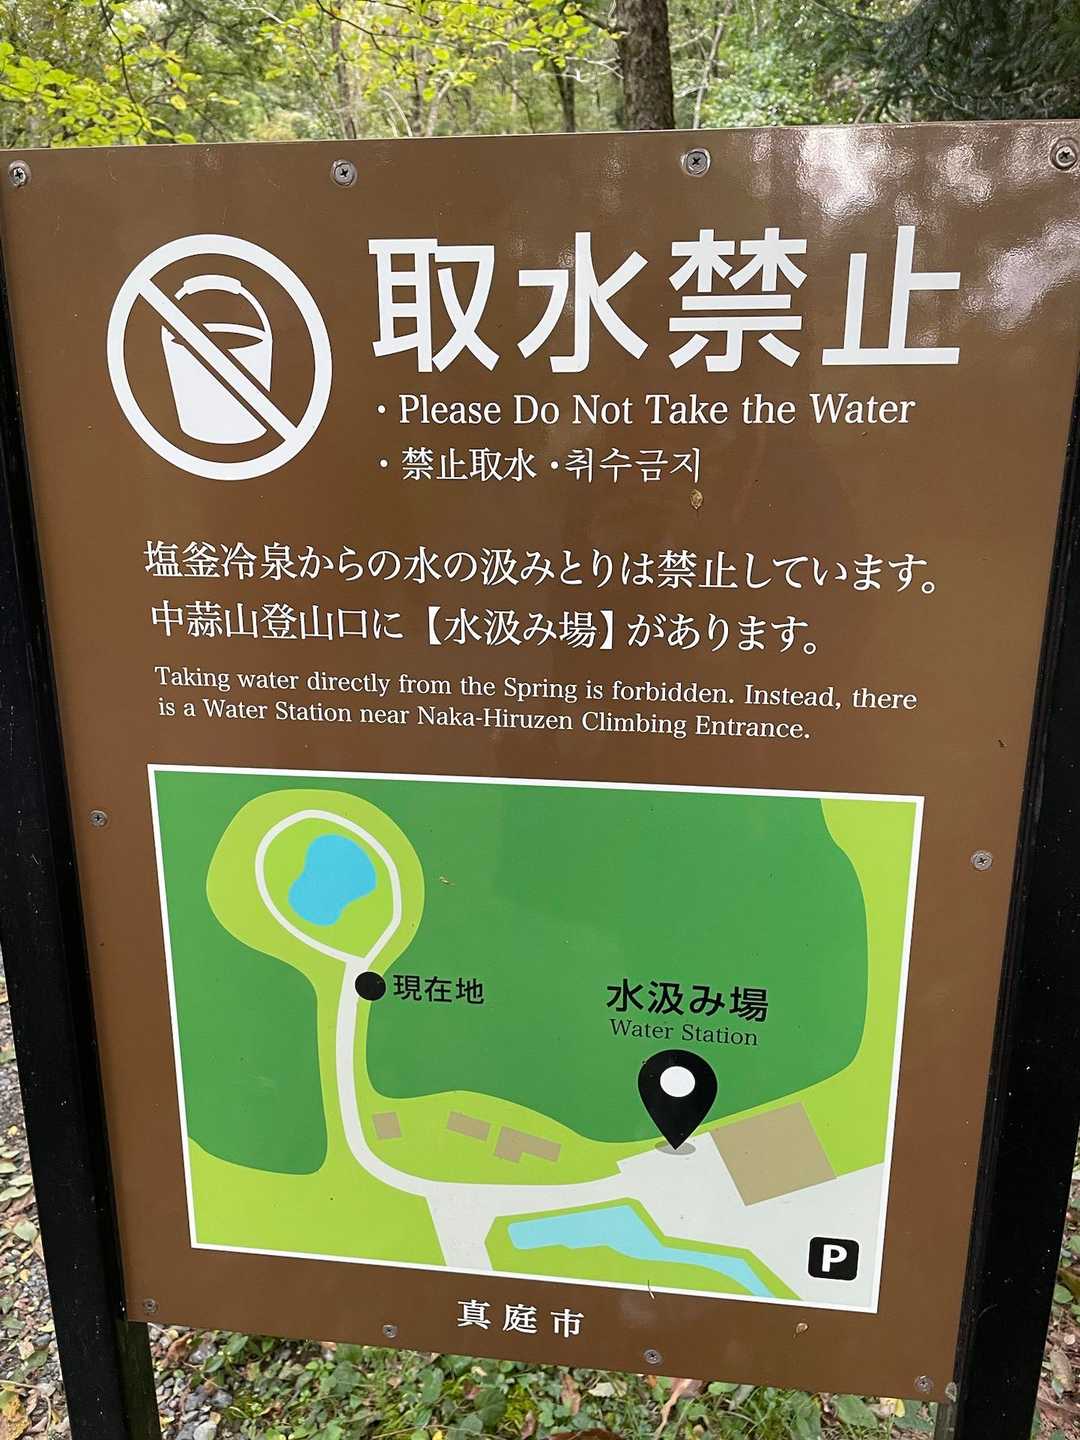 取水禁止
・Please Do Not Take the Water
・禁止取水 ・취수금지
塩釜冷泉からの水の汲みとりは禁止しています。
中蒜山登山口に【水汲み場】があります。
Taking water directly from the Spring is forbidden. Instead, there
is a Water Station near Naka-Hiruzen Climbing Entrance.
現在地
水汲み場
Water Station
P
真庭市